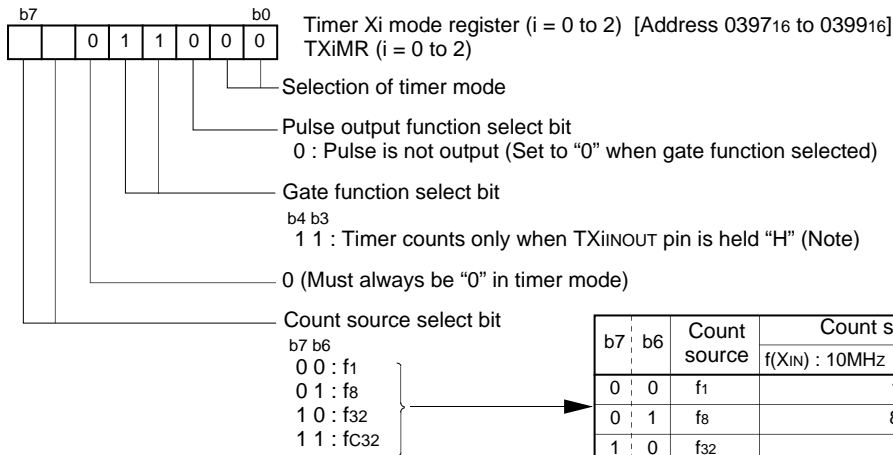 b7 b0
Timer Xi mode register (i = 0 to 2) [Address 039716 to 039916]
TXiMR (i = 0 to 2)
0 1 1 0 0 0
Selection of timer mode
Pulse output function select bit
0 : Pulse is not output (Set to “0” when gate function selected)
Gate function select bit
b4 b3
1 1 : Timer counts only when TXiINOUT pin is held “H” (Note)
0 (Must always be “0” in timer mode)
Count source select bit
b7 b6
0 0 : f1
0 1 : f8
1 0 : f32
1 1 : fC32
b7 b6 Count source Count
f(XIN) : 10MHz
0 0 f1
0 1 f8
1 0 f32